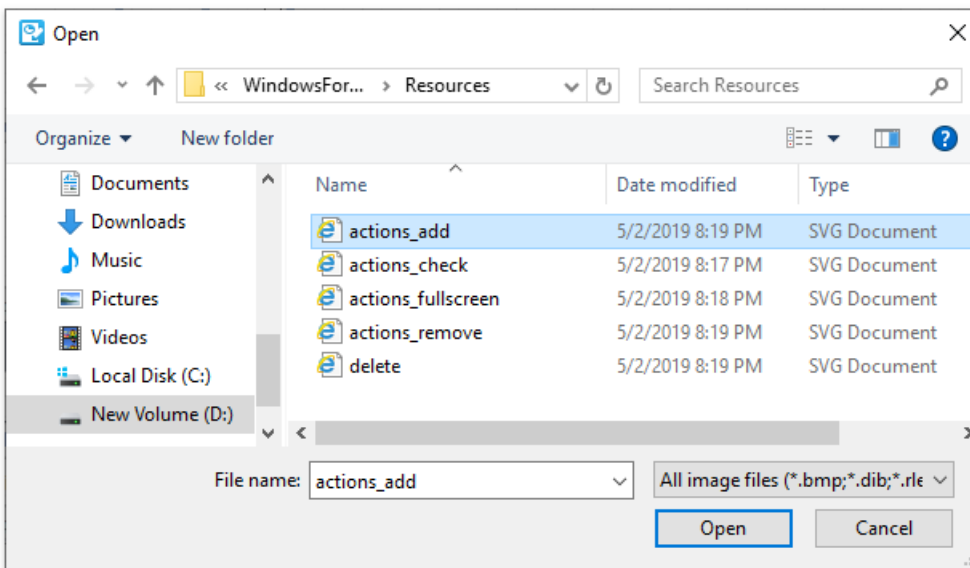 Open
« WindowsFor... > Resources
Search Resources
Organize
New folder
Documents
Downloads
Music
Pictures
Videos
Local Disk (C:)
New Volume (D:)
Name Date modified Type
actions_add 5/2/2019 8:19 PM SVG Document
actions_check 5/2/2019 8:17 PM SVG Document
actions_fullscreen 5/2/2019 8:18 PM SVG Document
actions_remove 5/2/2019 8:19 PM SVG Document
delete 5/2/2019 8:19 PM SVG Document
File name: actions_add
All image files (*.bmp;*.dib;*.rle
Open
Cancel